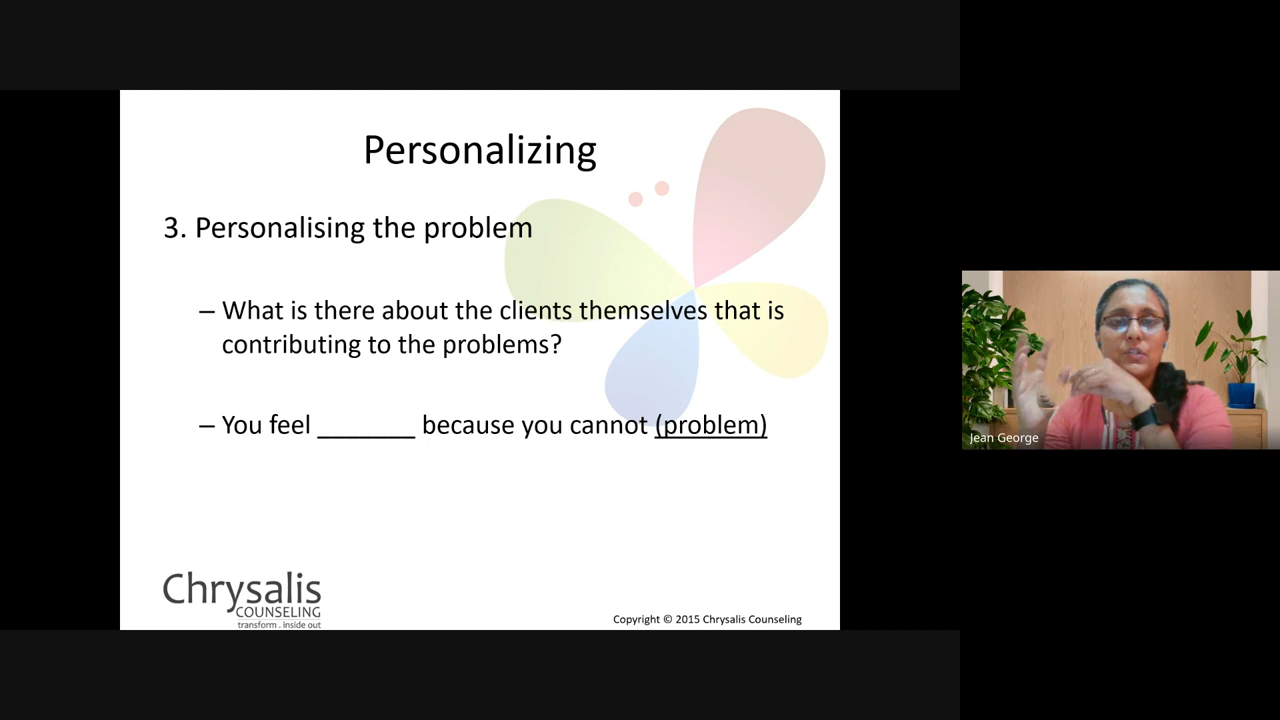 Personalizing
3. Personalising the problem
– What is there about the clients themselves that is
contributing to the problems?
– You feel _______ because you cannot (problem)
Chrysalis
COUNSELING
transform . inside out
Copyright © 2015 Chrysalis Counseling
Jean George